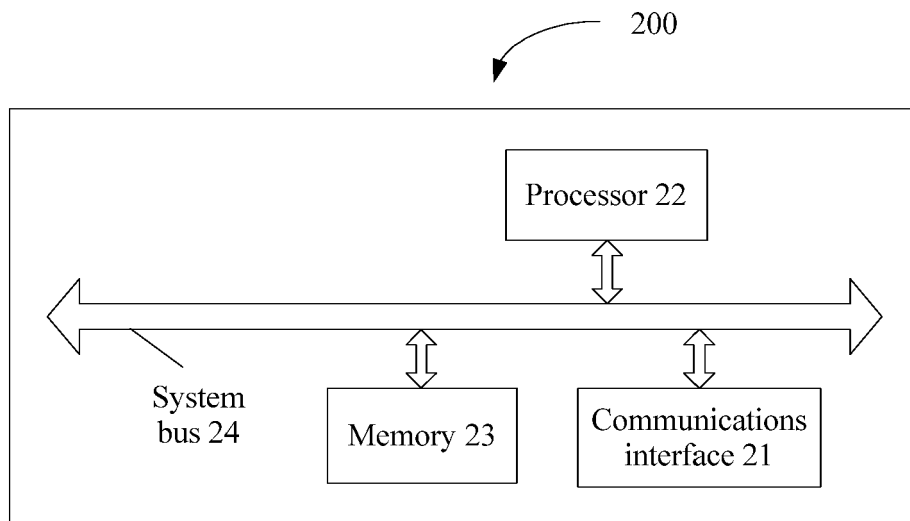 200
Processor 22
System
bus 24
Memory 23
Communications
interface 21